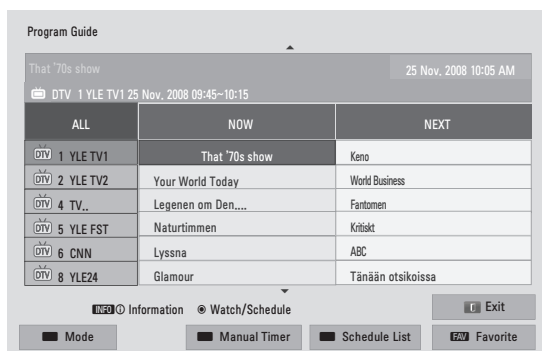 Program Guide
That '70s show 25 Nov. 2008 10:05 AM
DTV 1 YLE TV1 25 Nov. 2008 09:45~10:15
ALL NOW NEXT
DTV 1 YLE TV1 That '70s show Keno
DTV 2 YLE TV2 Your World Today World Business
DTV 4 TV.. Legenen om Den.... Fantomen
DTV 5 YLE FST Naturtimmen Kritiskt
DTV 6 CNN Lyssna ABC
DTV 8 YLE24 Glamour Tänään otsikoissa
INFO i Information Watch/Schedule Exit
Mode Manual Timer Schedule List FAV Favorite